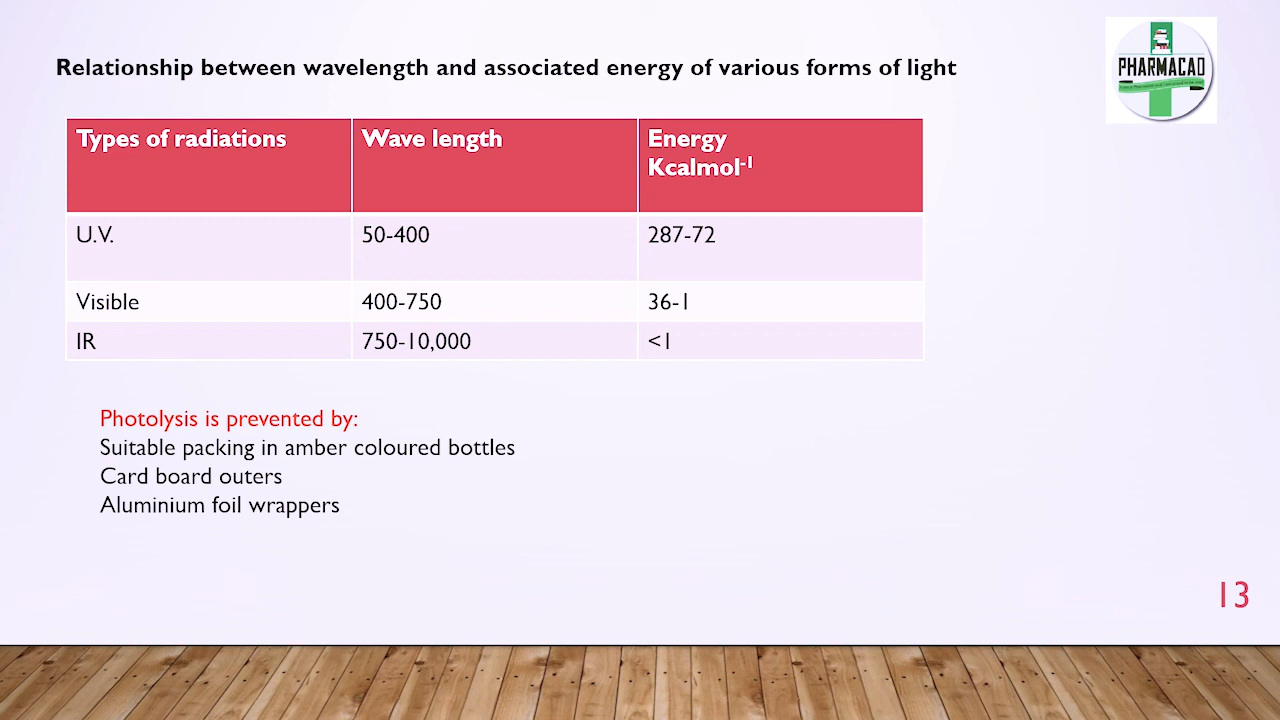 Relationship between wavelength and associated energy of various forms of light
PHARMACAD
Types of radiations Wave length Energy
Kcalmol-1
U.V. 50-400 287-72
Visible 400-750 36-1
IR 750-10,000 <1
Photolysis is prevented by:
Suitable packing in amber coloured bottles
Card board outers
Aluminium foil wrappers
13